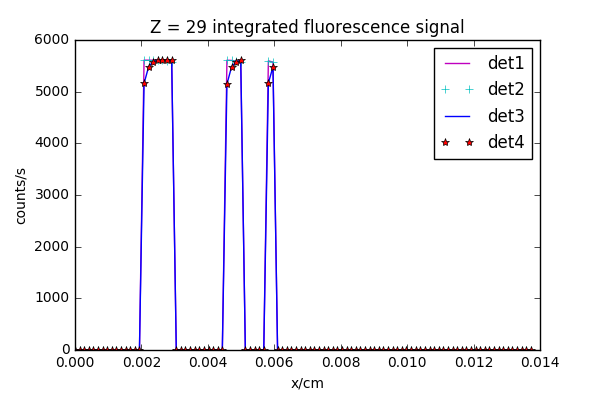 Z = 29 integrated fluorescence signal
6000
5000
4000
3000
2000
1000
0
counts/s
det1
det2
det3
det4
0.000 0.002 0.004 0.006 0.008 0.010 0.012 0.014
x/cm